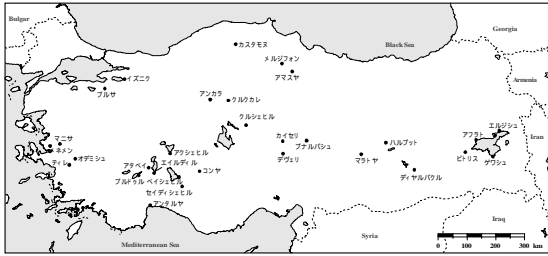 Bulgar
Georgia
Black Sea
カスタモヌ
メルジフォン
アマスヤ
Armenia
イズニク
ブルサ
アンカラ
クルクカレ
クルシェヒル
エルジシュ
アフラト
Iran
マニサ
ネメン
ティレ
オデミシュ
アクシェヒル
カイセリ
プナルバシュ
ハルプット
アタベイ
エイルディル
デヴェリ
マラトヤ
ビトリス
ゲワシュ
ブルドゥル
ベイシェヒル
コンヤ
ディヤルバクル
セイディシェヒル
アンタルヤ
Iraq
Syria
Mediterranean Sea
0 100 200 300 km